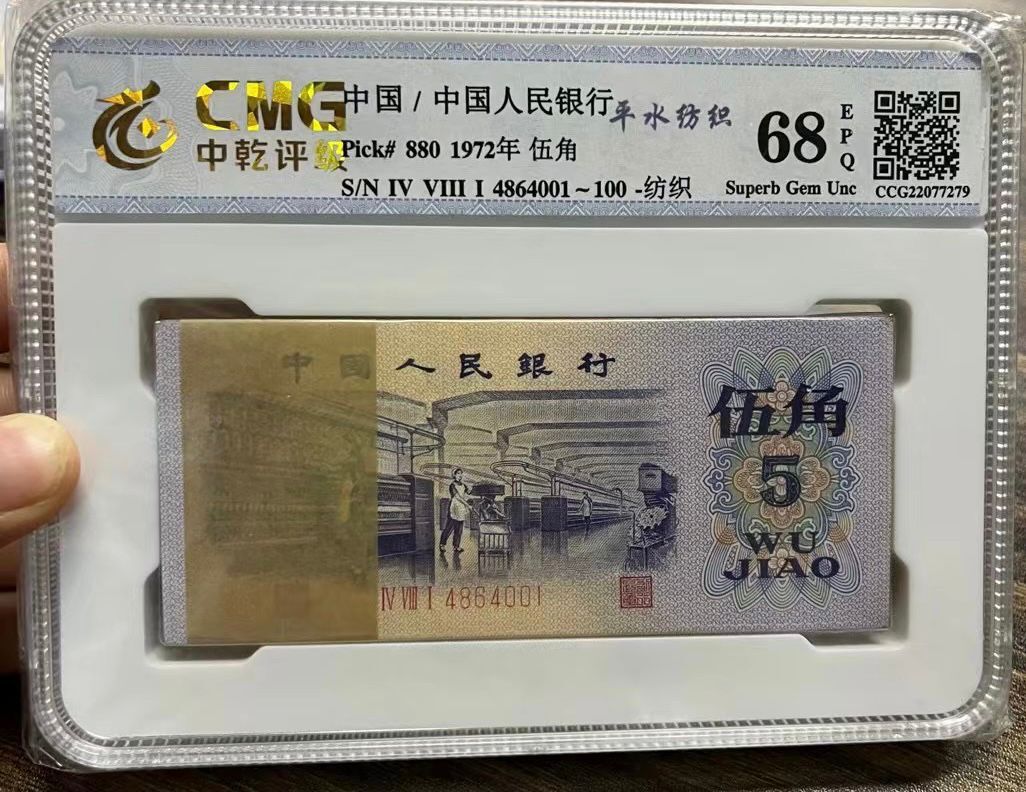 CMG
中乾评级
中国 / 中国人民银行
平水纺织
Pick# 880 1972年 伍角
S/N IV VIII I 4864001~100 -纺织
68
EPQ
Superb Gem Unc
CCG22077279
中国人民銀行
伍角
5
WU
JIAO
IV VIII I 4864001